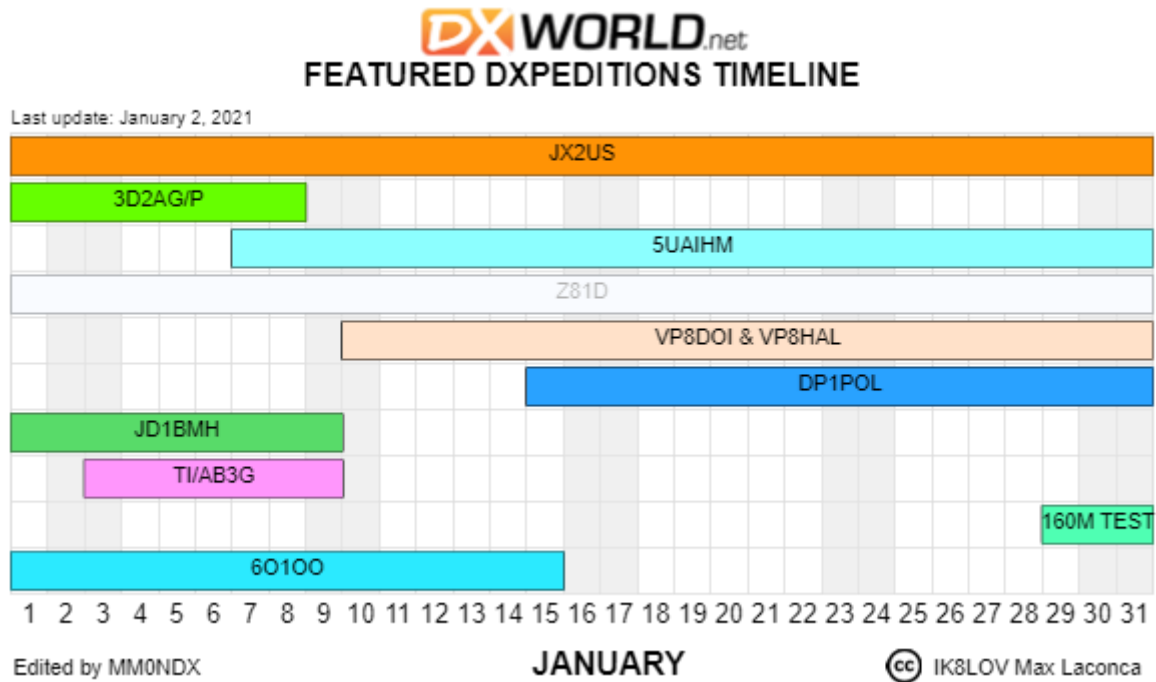 DX WORLD.net
FEATURED DXPEDITIONS TIMELINE
Last update: January 2, 2021
JX2US
3D2AG/P
5UAIHM
Z81D
VP8DOI & VP8HAL
DP1POL
JD1BMH
TI/AB3G
160M TEST
6O1OO
1 2 3 4 5 6 7 8 9 10 11 12 13 14 15 16 17 18 19 20 21 22 23 24 25 26 27 28 29 30 31
Edited by MM0NDX JANUARY cc IK8LOV Max Laconca